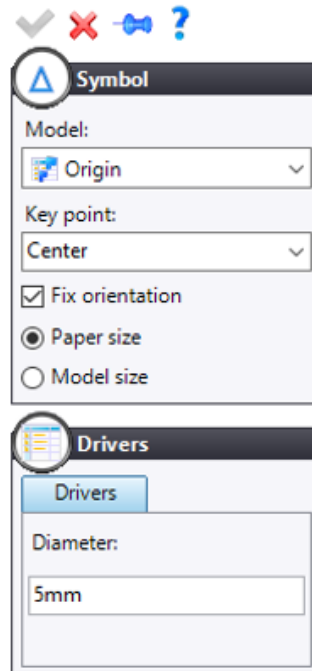 ?
Symbol
Model:
Origin
Key point:
Center
Fix orientation
Paper size
Model size
Drivers
Drivers
Diameter:
5mm